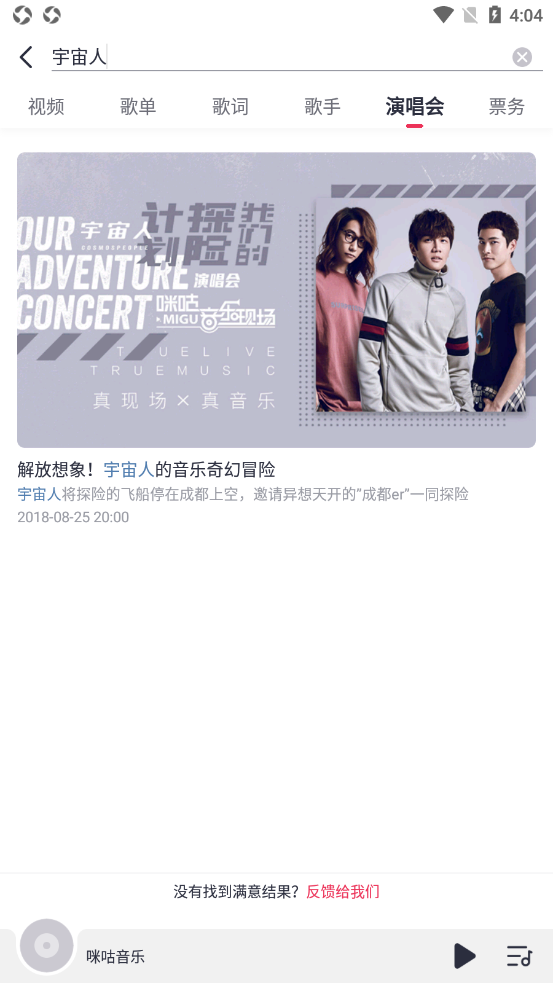 4:04
宇宙人
视频 歌单 歌词 歌手 演唱会 票务
我们的探险计划
OUR 宇宙人
COSMOSPEOPLE
ADVENTURE 演唱会
CONCERT 咪咕音乐现场
MIGU
TRUELIVE
TRUEMUSIC
真现场×真音乐
解放想象！宇宙人的音乐奇幻冒险
宇宙人将探险的飞船停在成都上空，邀请异想天开的“成都er”一同探险
2018-08-25 20:00
没有找到满意结果？反馈给我们
咪咕音乐